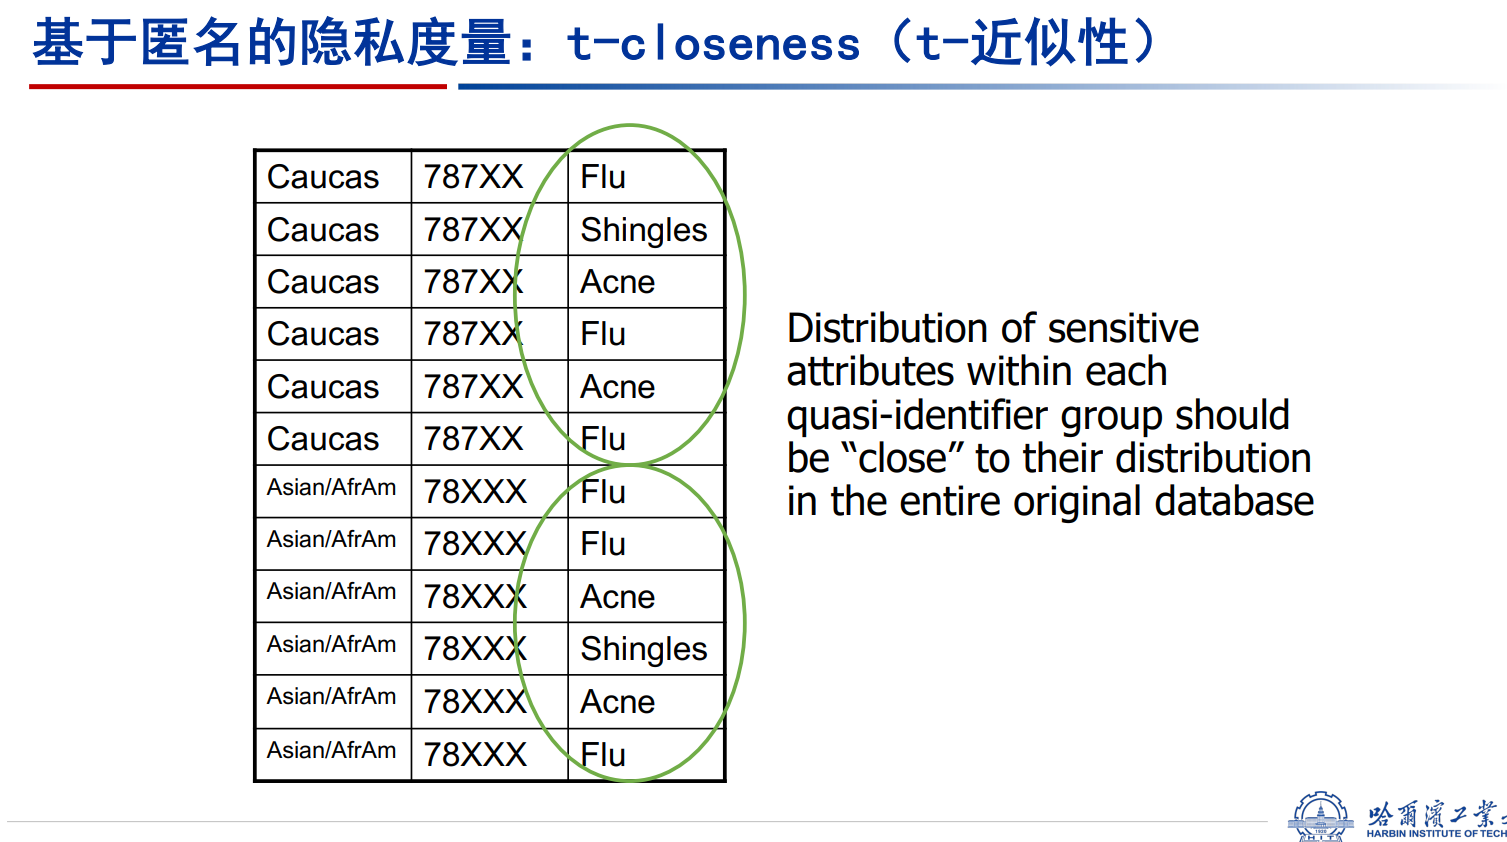 基于匿名的隐私度量：t-closeness（t-近似性）
Caucas 787XX Flu
Caucas 787XX Shingles
Caucas 787XX Acne
Caucas 787XX Flu
Caucas 787XX Acne
Caucas 787XX Flu
Asian/AfrAm 78XXX Flu
Asian/AfrAm 78XXX Flu
Asian/AfrAm 78XXX Acne
Asian/AfrAm 78XXX Shingles
Asian/AfrAm 78XXX Acne
Asian/AfrAm 78XXX Flu
Distribution of sensitive
attributes within each
quasi-identifier group should
be “close” to their distribution
in the entire original database
哈爾濱工業
HARBIN INSTITUTE OF TECH
1920
HIT